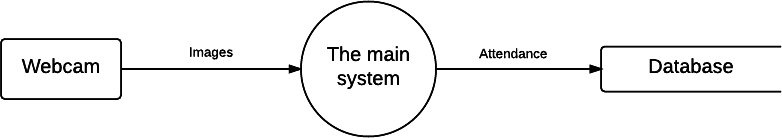 Webcam
Images
The main
system
Attendance
Database